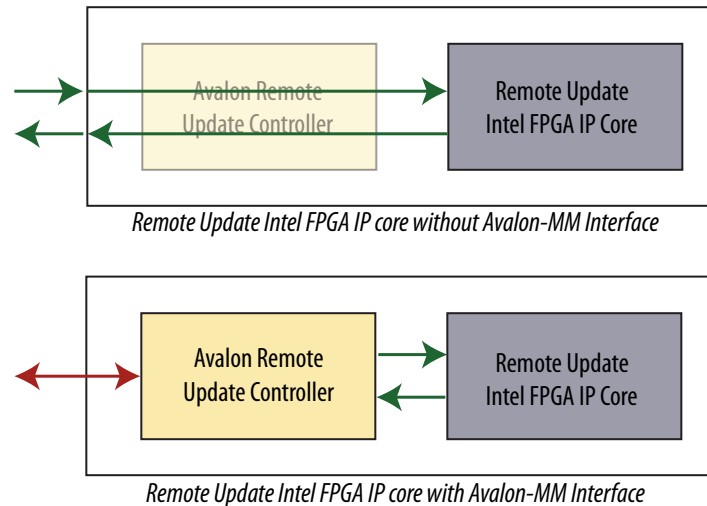 Avalon Remote
Update Controller
Remote Update
Intel FPGA IP Core
Remote Update Intel FPGA IP core without Avalon-MM Interface
Avalon Remote
Update Controller
Remote Update
Intel FPGA IP Core
Remote Update Intel FPGA IP core with Avalon-MM Interface